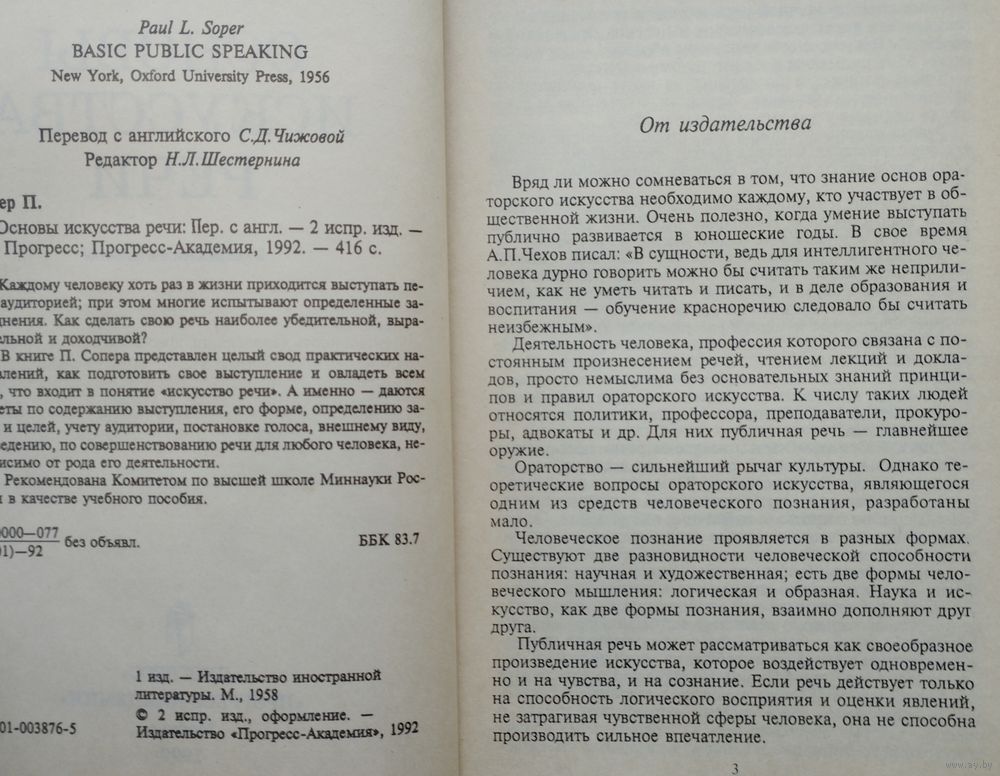 Paul L. Soper
BASIC PUBLIC SPEAKING
New York, Oxford University Press, 1956
Перевод с английского С.Д.Чижовой
Редактор Н.Л.Шестернина
ер П.
Основы искусства речи: Пер. с англ. — 2 испр. изд. —
Прогресс; Прогресс-Академия, 1992. — 416 с.
Каждому человеку хоть раз в жизни приходится выступать пе-
аудиторией; при этом многие испытывают определенные за-
днения. Как сделать свою речь наиболее убедительной, выра-
ельной и доходчивой?
В книге П. Сопера представлен целый свод практических на-
влений, как подготовить свое выступление и овладеть всем
, что входит в понятие «искусство речи». А именно — даются
еты по содержанию выступления, его форме, определению за-
и целей, учету аудитории, постановке голоса, внешнему виду,
ведению, по совершенствованию речи для любого человека, не-
висимо от рода его деятельности.
Рекомендована Комитетом по высшей школе Миннауки Рос-
и в качестве учебного пособия.
0000—077
01)—92 без объявл.
ББК 83.7
1 изд. — Издательство иностранной
литературы. М., 1958
© 2 испр. изд., оформление. —
Издательство «Прогресс-Академия», 1992
01-003876-5
От издательства
Вряд ли можно сомневаться в том, что знание основ ора-
торского искусства необходимо каждому, кто участвует в об-
щественной жизни. Очень полезно, когда умение выступать
публично развивается в юношеские годы. В свое время
А.П.Чехов писал: «В сущности, ведь для интеллигентного че-
ловека дурно говорить можно бы считать таким же неприли-
чием, как не уметь читать и писать, и в деле образования и
воспитания — обучение красноречию следовало бы считать
неизбежным».
Деятельность человека, профессия которого связана с по-
стоянным произнесением речей, чтением лекций и докла-
дов, просто немыслима без основательных знаний принци-
пов и правил ораторского искусства. К числу таких людей
относятся политики, профессора, преподаватели, прокуро-
ры, адвокаты и др. Для них публичная речь — главнейшее
оружие.
Ораторство — сильнейший рычаг культуры. Однако те-
оретические вопросы ораторского искусства, являющегося
одним из средств человеческого познания, разработаны
мало.
Человеческое познание проявляется в разных формах.
Существуют две разновидности человеческой способности
познания: научная и художественная; есть две формы чело-
веческого мышления: логическая и образная. Наука и ис-
кусство, как две формы познания, взаимно дополняют друг
друга.
Публичная речь может рассматриваться как своеобразное
произведение искусства, которое воздействует одновремен-
но и на чувства, и на сознание. Если речь действует только
на способность логического восприятия и оценки явлений,
не затрагивая чувственной сферы человека, она не способна
производить сильное впечатление.
3
www.ay.by